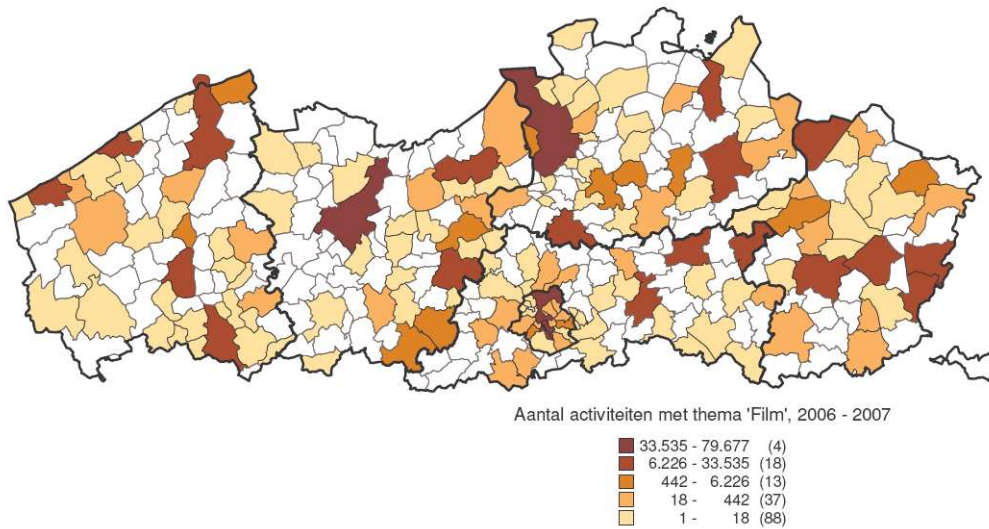 Aantal activiteiten met thema 'Film', 2006 - 2007
33.535 - 79.677 (4)
6.226 - 33.535 (18)
442 - 6.226 (13)
18 - 442 (37)
1 - 18 (88)